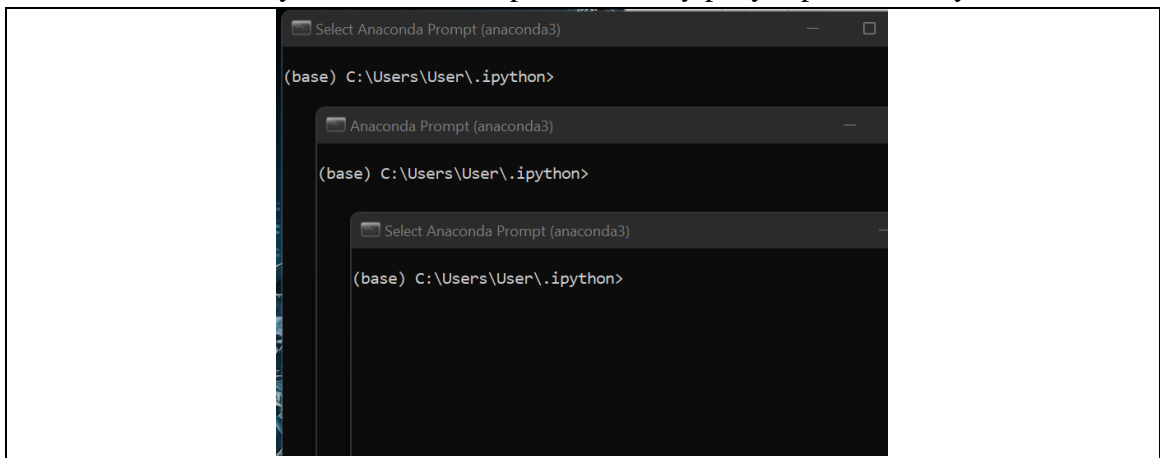 Select Anaconda Prompt (anaconda3)
(base) C:\Users\User\.ipython>
Anaconda Prompt (anaconda3)
(base) C:\Users\User\.ipython>
Select Anaconda Prompt (anaconda3)
(base) C:\Users\User\.ipython>